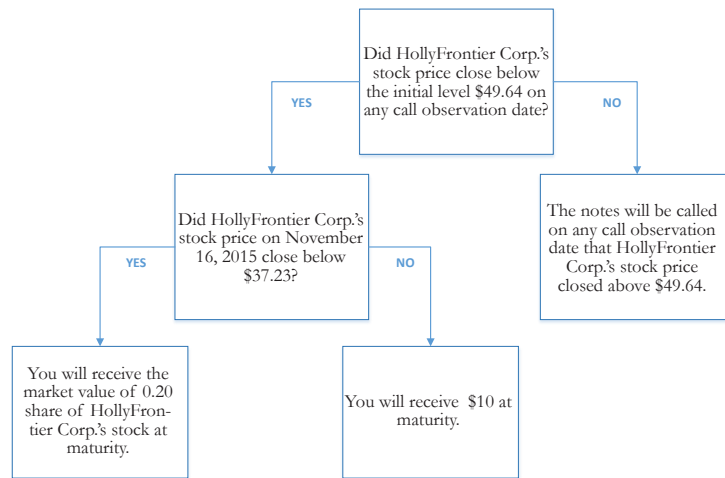 Did HollyFrontier Corp.'s
stock price close below
the initial level $49.64 on
any call observation date?
YES
NO
Did HollyFrontier Corp.'s
stock price on November
16, 2015 close below
$37.23?
The notes will be called
on any call observation
date that HollyFrontier
Corp.'s stock price
closed above $49.64.
YES
NO
You will receive the
market value of 0.20
share of HollyFron-
tier Corp.'s stock at
maturity.
You will receive $10 at
maturity.